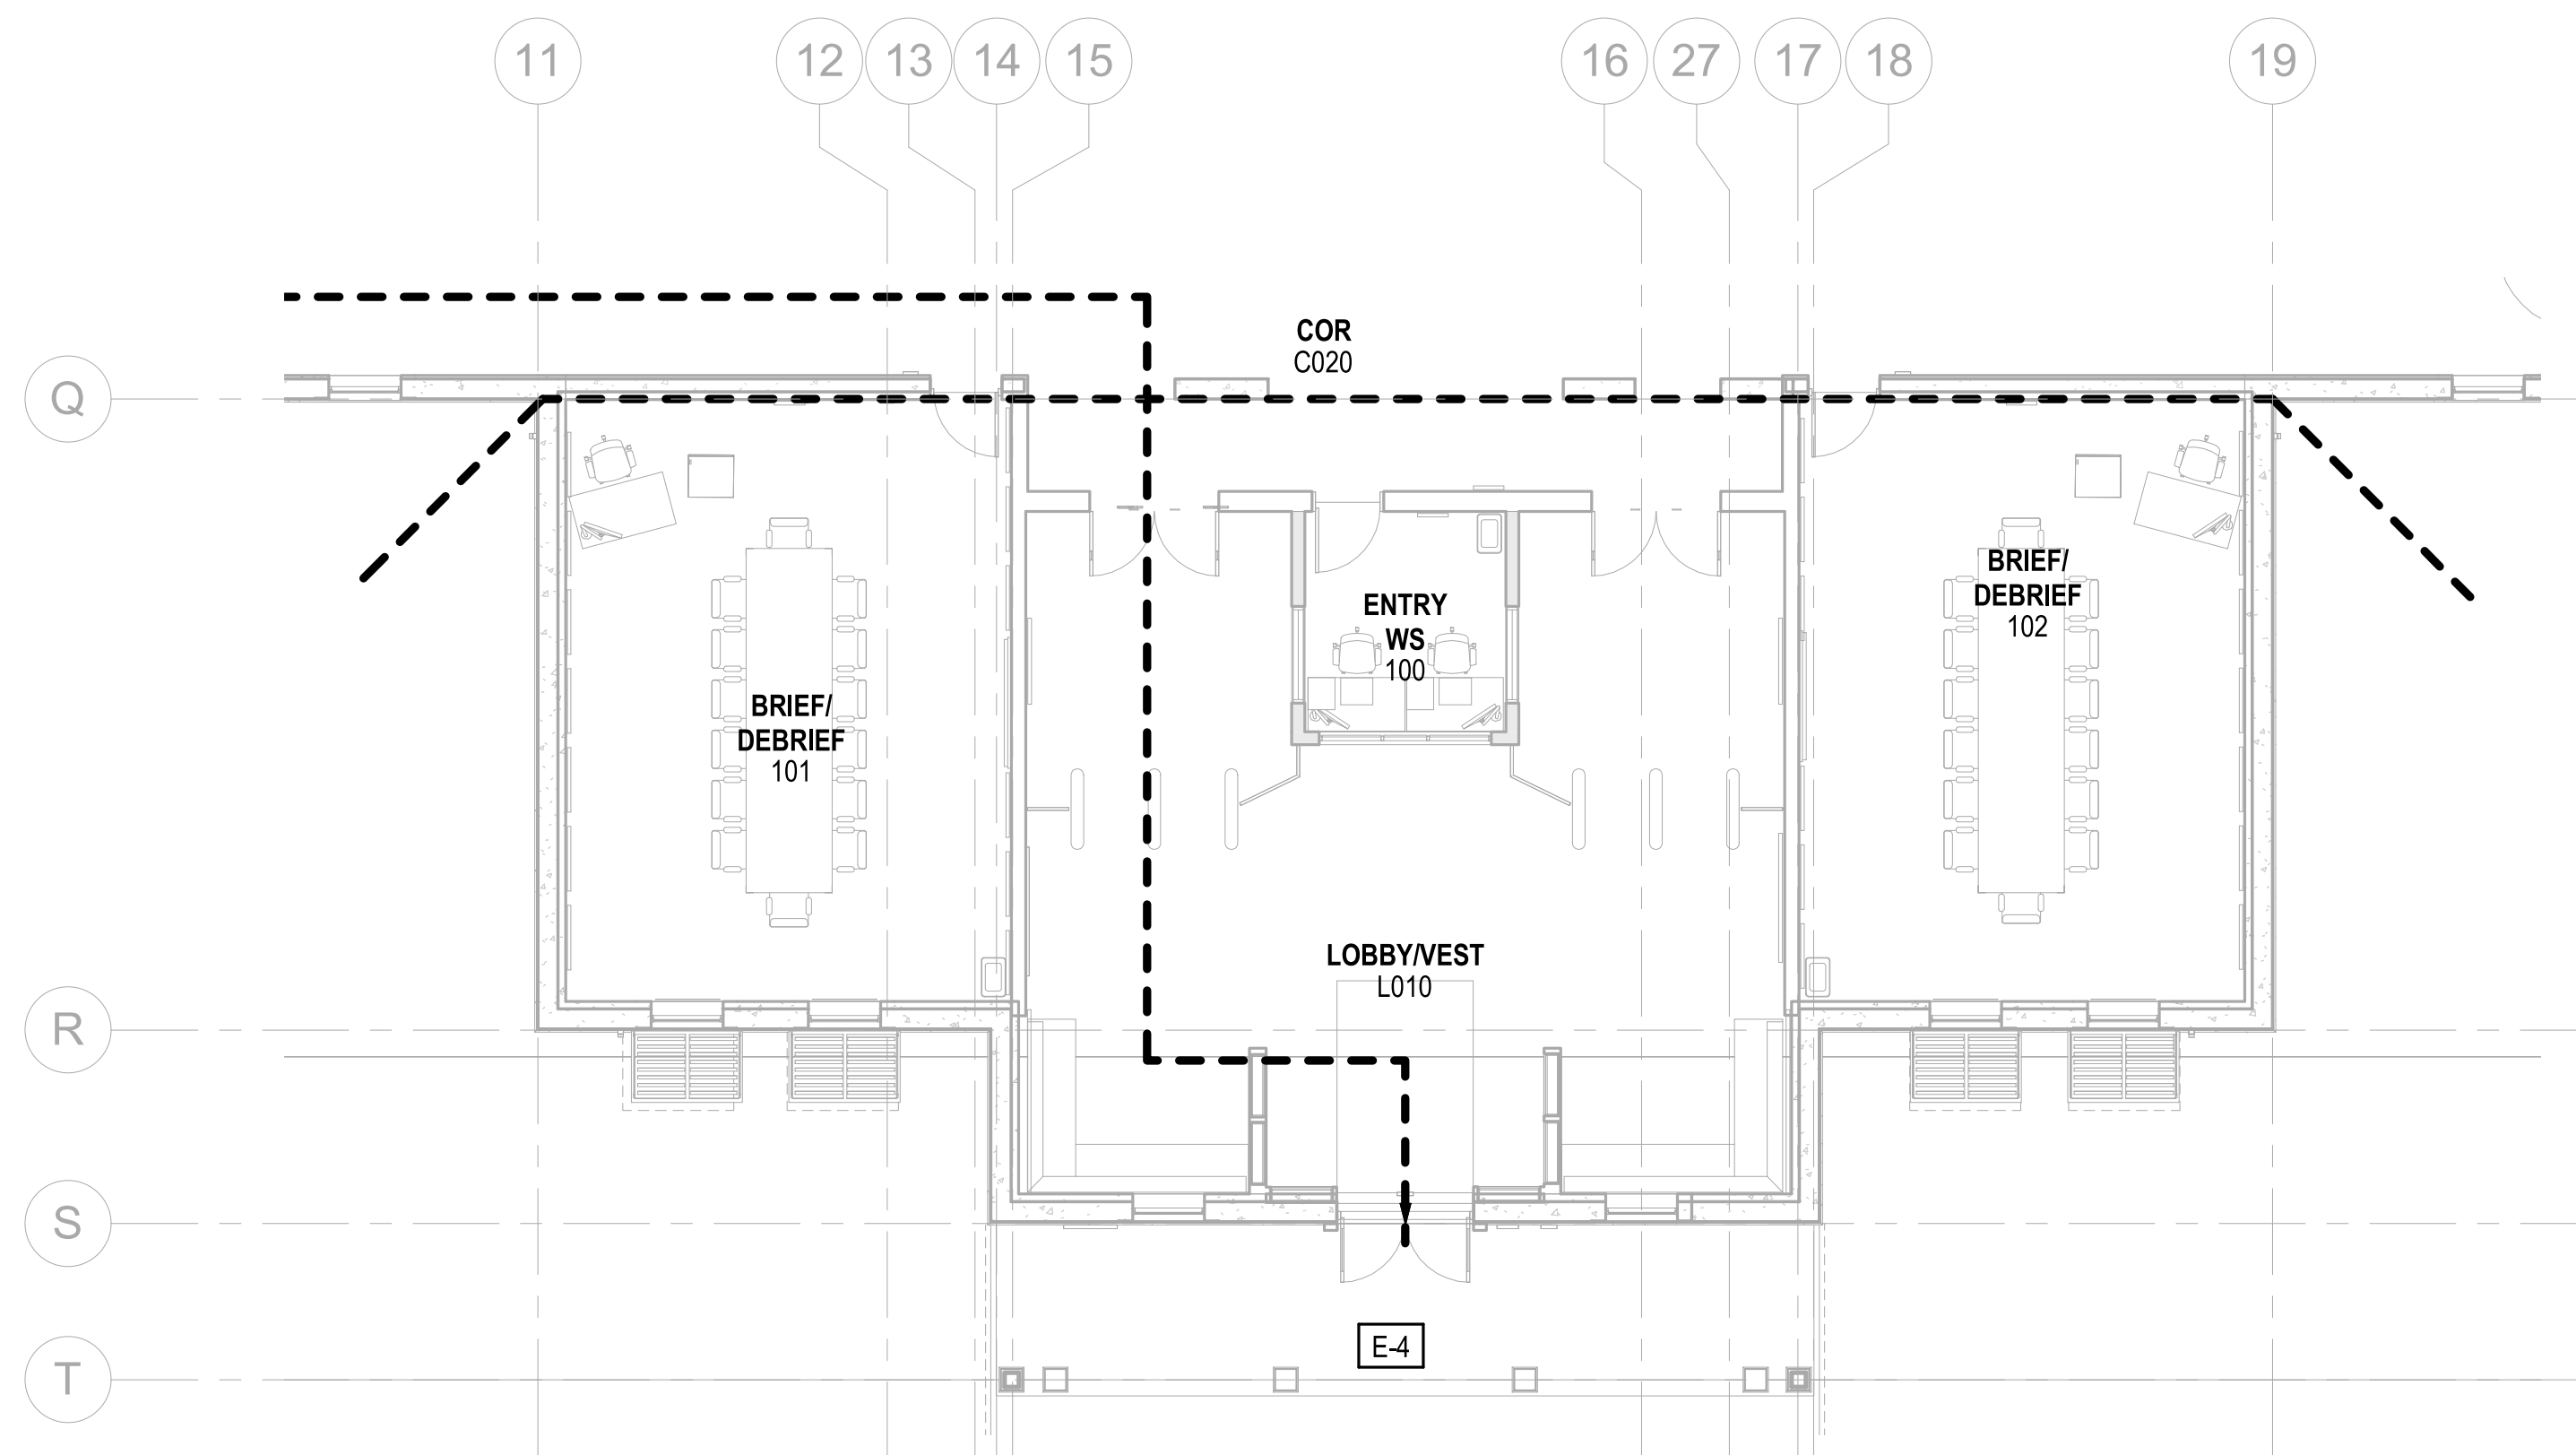 11 12 13 14 15 16 27 17 18 19
COR
C020
Q
BRIEF/
DEBRIEF
102
ENTRY
WS
100
BRIEF/
DEBRIEF
101
LOBBY/VEST
L010
R
S
E-4
T